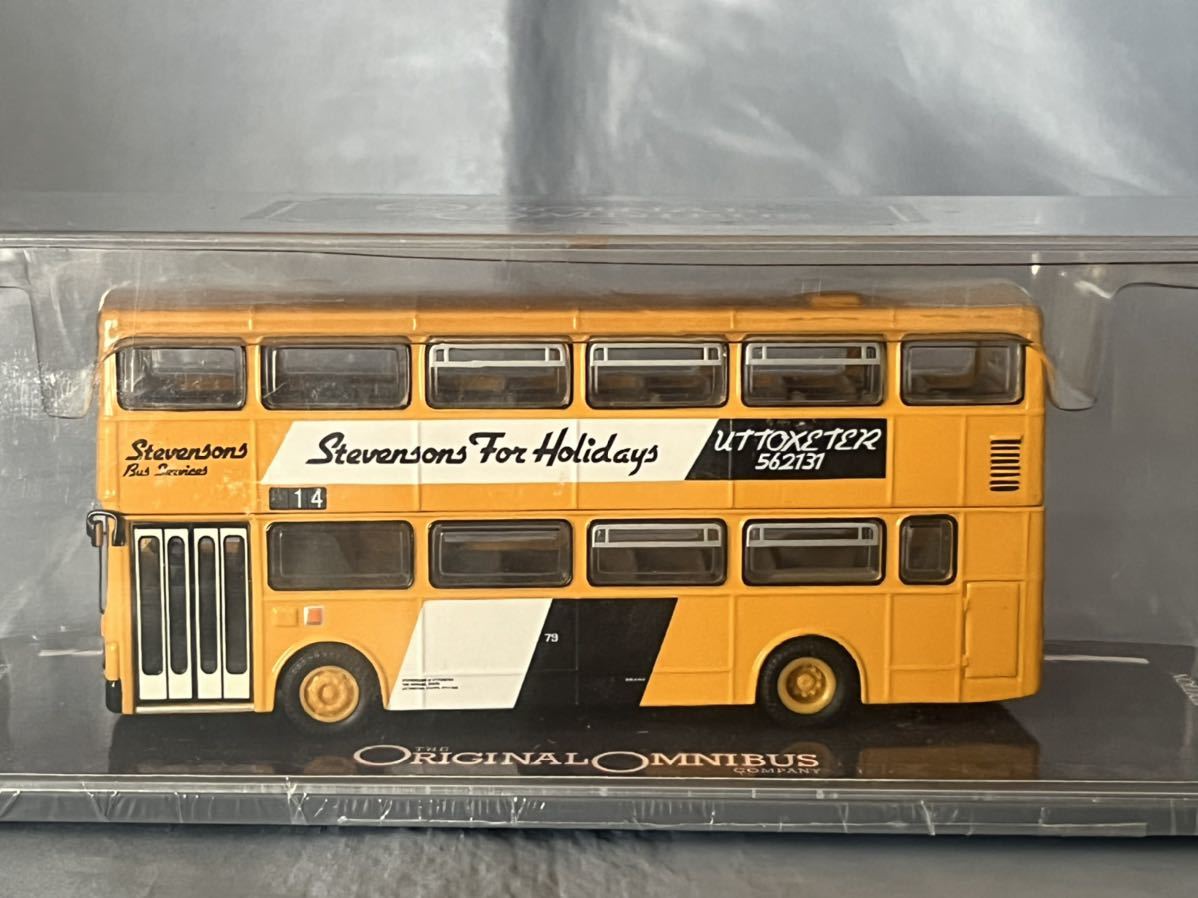 Stevensons
Bus Services
Stevensons For Holidays
UTTOXETER
562131
14
79
THE
ORIGINAL OMNIBUS
COMPANY